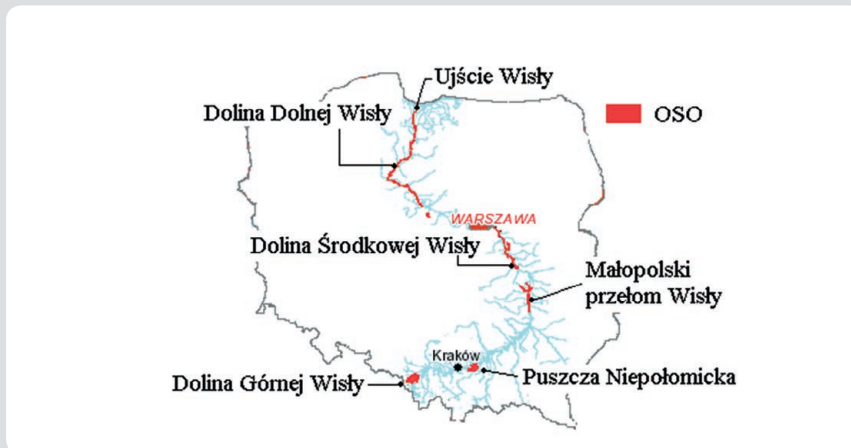 Ujście Wisły
Dolina Dolnej Wisły
OSO
WARSZAWA
Dolina Środkowej Wisły
Małopolski
przełom Wisły
Kraków
Dolina Górnej Wisły
Puszcza Niepołomicka